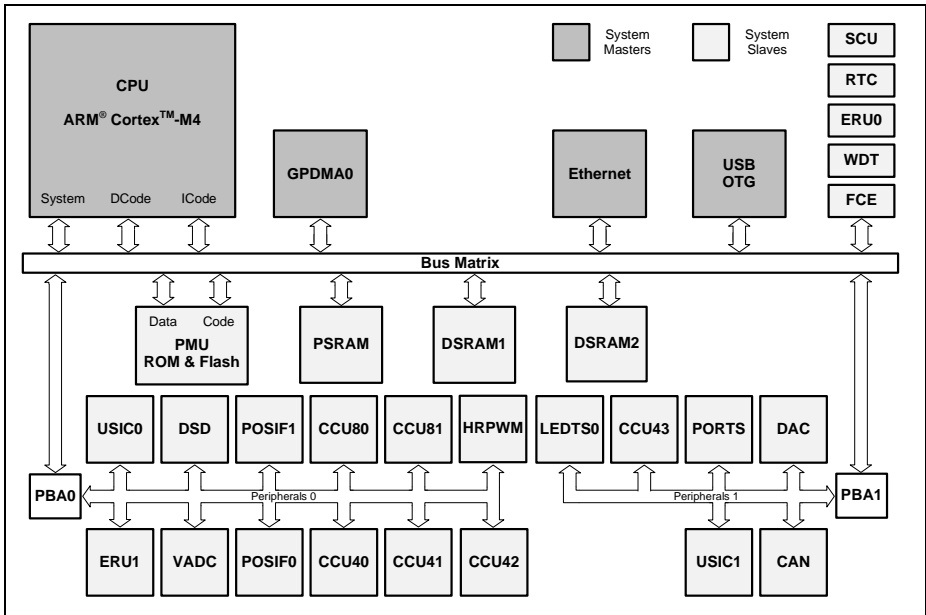 System
Masters
System
Slaves
SCU
RTC
ERU0
WDT
FCE
CPU
ARM® Cortex™-M4
System DCode ICode
GPDMA0
Ethernet
USB
OTG
Bus Matrix
Data Code
PMU
ROM & Flash
PSRAM
DSRAM1
DSRAM2
USIC0 DSD POSIF1 CCU80 CCU81 HRPWM LEDTS0 CCU43 PORTS DAC
PBA0 Peripherals 0 Peripherals 1 PBA1
ERU1 VADC POSIF0 CCU40 CCU41 CCU42 USIC1 CAN